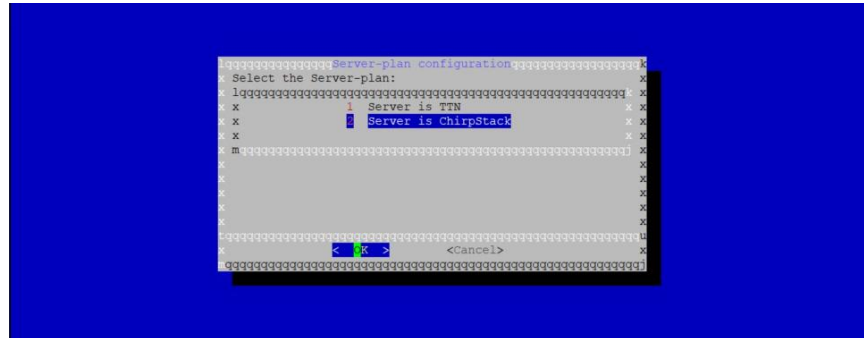 Server-plan configuration
Select the Server-plan:
1 Server is TTN
2 Server is ChirpStack
< OK > <Cancel>